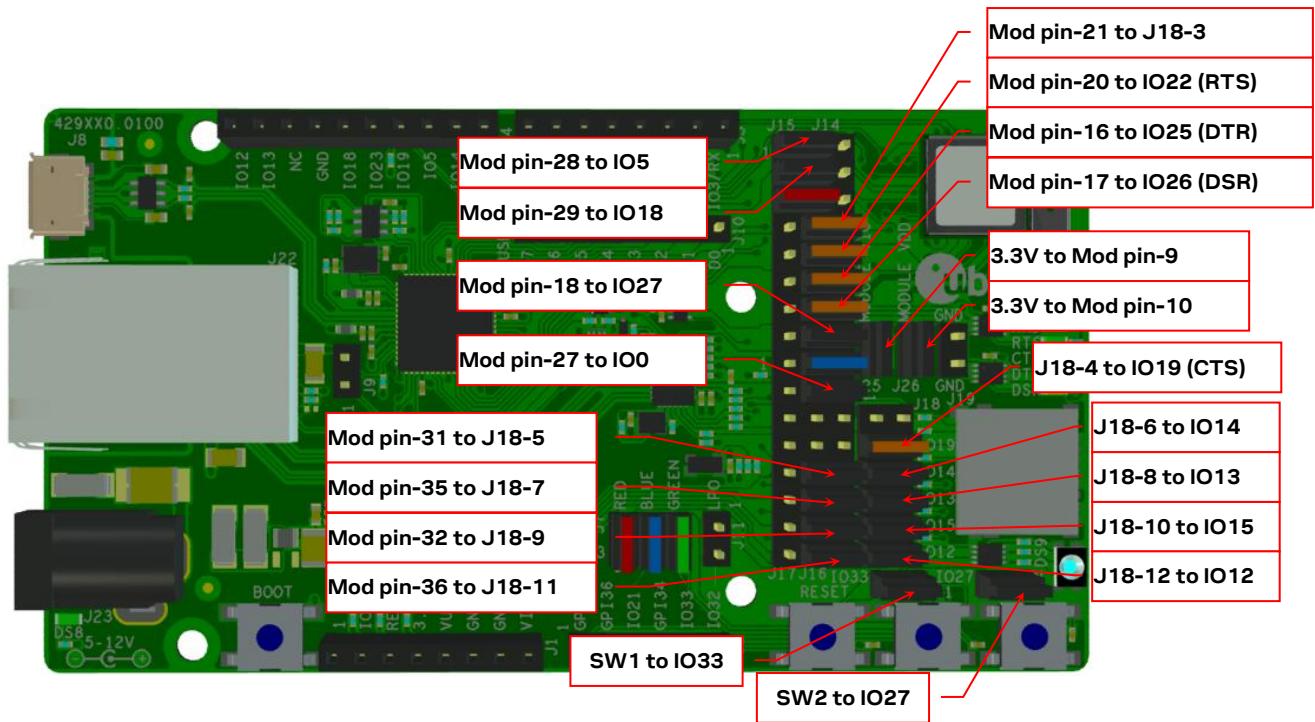 Mod pin-21 to J18-3
Mod pin-20 to IO22 (RTS)
Mod pin-16 to IO25 (DTR)
Mod pin-17 to IO26 (DSR)
Mod pin-28 to IO5
Mod pin-29 to IO18
Mod pin-18 to IO27
Mod pin-27 to IO0
3.3V to Mod pin-9
3.3V to Mod pin-10
J18-4 to IO19 (CTS)
Mod pin-31 to J18-5
Mod pin-35 to J18-7
Mod pin-32 to J18-9
Mod pin-36 to J18-11
J18-6 to IO14
J18-8 to IO13
J18-10 to IO15
J18-12 to IO12
SW1 to IO33
SW2 to IO27
429XX0.0100
J8
IO12
IO13
NC
GND
IO18
IO23
IO19
IO5
J15 J14
J10
J22
J9
MODULE VDD
GND
J26 GND
J18 J19
RED
BLUE
GREEN
LPO
J11
J17 J16 IO33 IO27 1
RESET
BOOT
J23
DS8
5-12V
J1
GPI36
IO21
GPI34
IO33
IO32
DS9